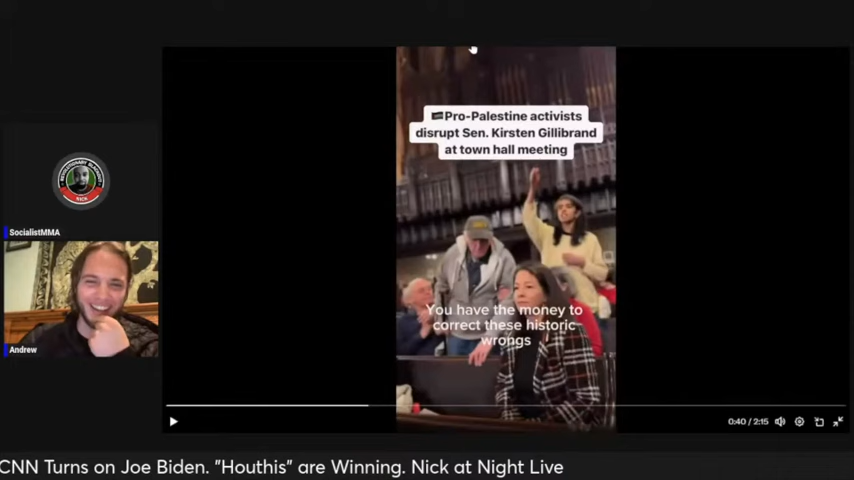 Pro-Palestine activists
disrupt Sen. Kirsten Gillibrand
at town hall meeting
NICK
SocialistMMA
You have the money to
correct these historic
wrongs
Andrew
0:40 / 2:15
CNN Turns on Joe Biden. "Houthis" are Winning. Nick at Night Live